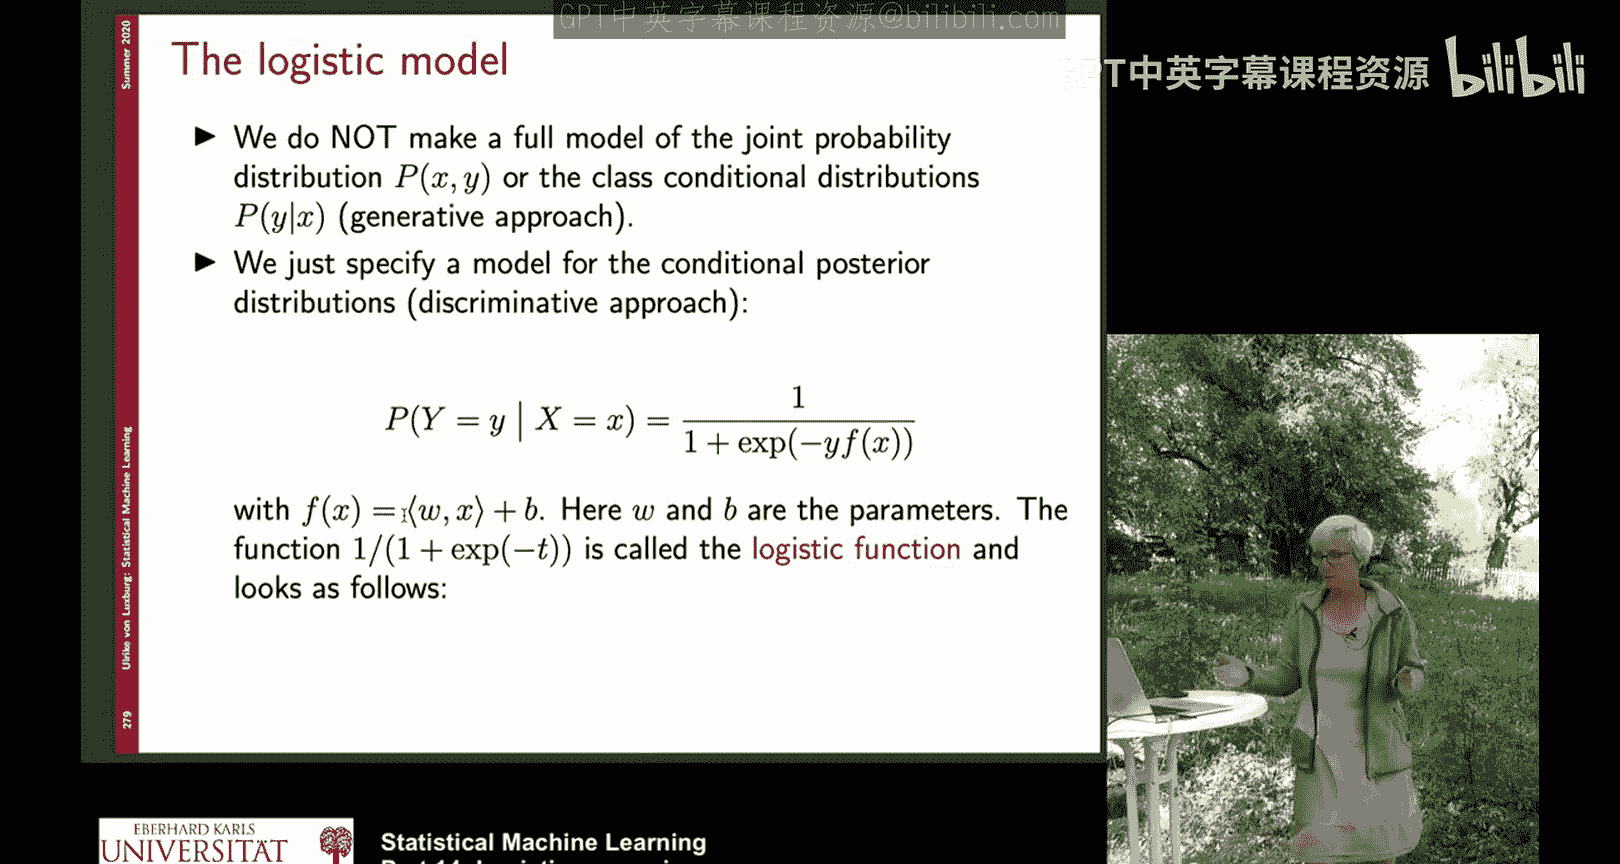 GPT中英字幕课程资源@bilibili.com
T中英字幕课程资源 bilibili
Summer 2020
The logistic model
► We do NOT make a full model of the joint probability
distribution P(x, y) or the class conditional distributions
P(y|x) (generative approach).
► We just specify a model for the conditional posterior
distributions (discriminative approach):
P(Y = y | X = x) = 1 / (1 + exp(−yf(x)))
with f(x) = ⟨w, x⟩ + b. Here w and b are the parameters. The
function 1/(1 + exp(−t)) is called the logistic function and
looks as follows:
Ulrike von Luxburg: Statistical Machine Learning
279
EBERHARD KARLS
UNIVERSITÄT
Statistical Machine Learning